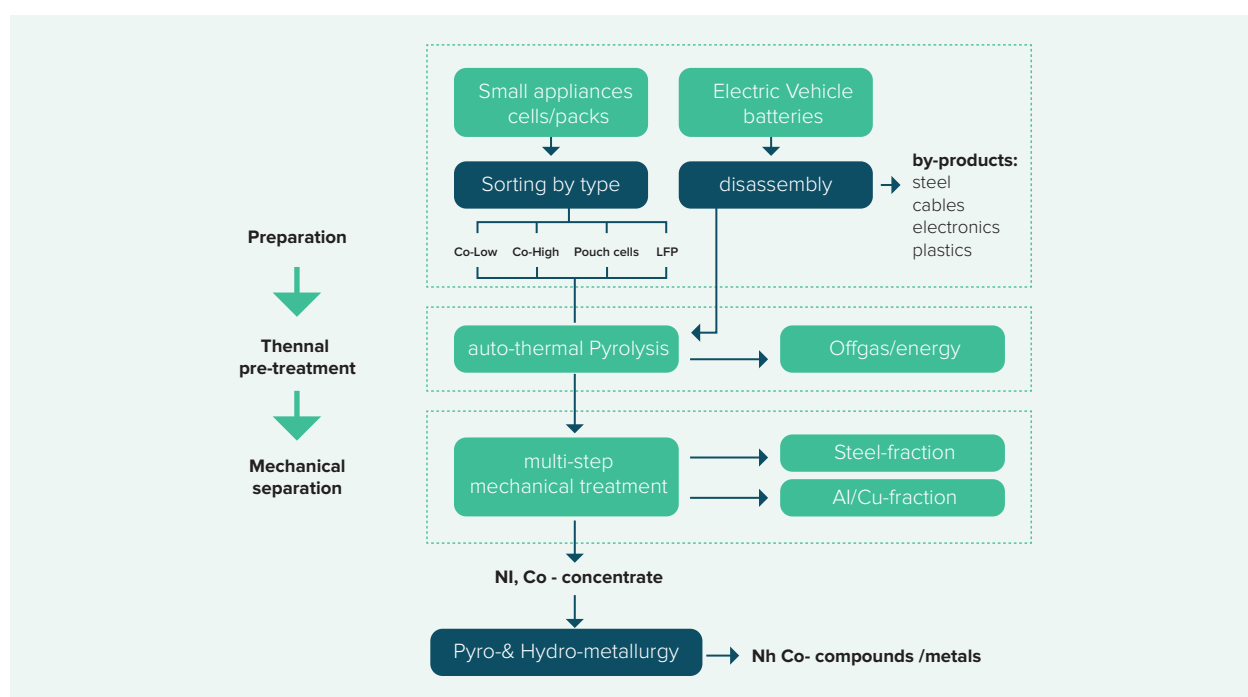 Small appliances
cells/packs
Electric Vehicle
batteries
Sorting by type
disassembly
by-products:
steel
cables
electronics
plastics
Co-Low
Co-High
Pouch cells
LFP
Preparation
Thennal
pre-treatment
auto-thermal Pyrolysis
Offgas/energy
Mechanical
separation
multi-step
mechanical treatment
Steel-fraction
Al/Cu-fraction
NI, Co - concentrate
Pyro-& Hydro-metallurgy
Nh Co- compounds /metals